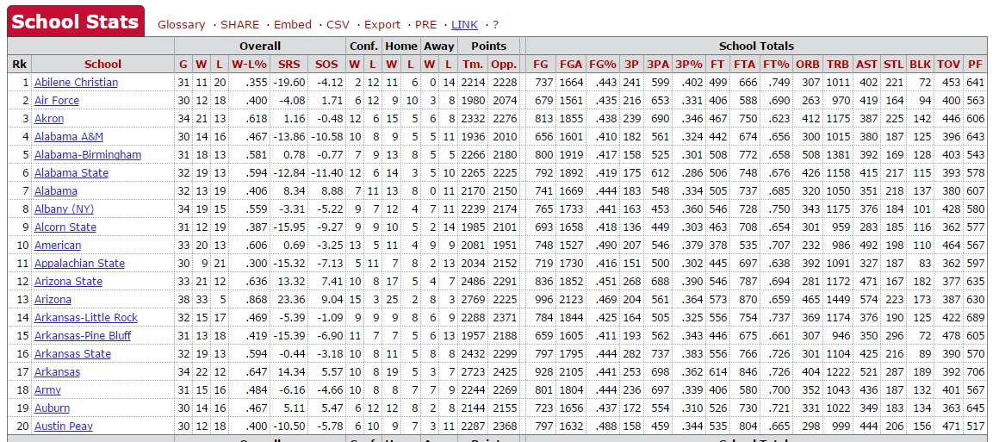 School Stats Glossary · SHARE · Embed · CSV · Export · PRE · LINK · ?
Overall Conf. Home Away Points School Totals
Rk School G W L W-L% SRS SOS W L W L W L Tm. Opp. FG FGA FG% 3P 3PA 3P% FT FTA FT% ORB TRB AST STL BLK TOV PF
1 Abilene Christian 31 11 20 .355 -19.60 -4.12 2 12 11 6 0 14 2214 2228 737 1664 .443 241 599 .402 499 666 .749 307 1011 402 221 72 453 641
2 Air Force 30 12 18 .400 -4.08 1.71 6 12 9 10 3 8 1980 2074 679 1561 .435 216 653 .331 406 588 .690 263 970 419 164 94 400 563
3 Akron 34 21 13 .618 1.16 -0.48 12 6 15 5 6 8 2332 2276 813 1855 .438 239 690 .346 467 750 .623 412 1175 387 225 142 446 606
4 Alabama A&M 30 14 16 .467 -13.86 -10.58 10 8 9 5 5 11 1936 2010 656 1601 .410 182 561 .324 442 674 .656 300 1015 380 187 125 396 643
5 Alabama-Birmingham 31 18 13 .581 0.78 -0.77 7 9 13 8 5 5 2266 2180 800 1919 .417 158 525 .301 508 772 .658 508 1381 392 169 128 403 543
6 Alabama State 32 19 13 .594 -12.84 -11.40 12 6 14 3 5 10 2265 2225 792 1892 .419 175 612 .286 506 748 .676 426 1158 415 217 115 393 578
7 Alabama 32 13 19 .406 8.34 8.88 7 11 13 8 0 11 2170 2150 741 1669 .444 183 548 .334 505 737 .685 320 1050 351 218 137 380 607
8 Albany (NY) 34 19 15 .559 -3.31 -5.22 9 7 12 4 7 11 2239 2174 765 1733 .441 163 453 .360 546 728 .750 343 1175 376 184 101 428 580
9 Alcorn State 31 12 19 .387 -15.95 -9.27 9 9 10 5 2 14 1985 2101 693 1658 .418 136 449 .303 463 708 .654 301 959 283 185 116 362 577
10 American 33 20 13 .606 0.69 -3.25 13 5 11 4 9 9 2081 1951 748 1527 .490 207 546 .379 378 535 .707 232 986 492 198 110 464 567
11 Appalachian State 30 9 21 .300 -15.32 -7.13 5 11 7 8 2 13 2034 2152 719 1730 .416 151 500 .302 445 697 .638 392 1091 327 187 83 362 597
12 Arizona State 33 21 12 .636 13.32 7.41 10 8 17 5 4 7 2486 2291 836 1852 .451 268 688 .390 546 787 .694 281 1172 471 167 182 377 635
13 Arizona 38 33 5 .868 23.36 9.04 15 3 25 2 8 3 2769 2225 996 2123 .469 204 561 .364 573 870 .659 465 1449 574 223 173 387 630
14 Arkansas-Little Rock 32 15 17 .469 -5.39 -1.09 9 9 9 8 6 9 2288 2371 784 1844 .425 164 505 .325 556 754 .737 369 1174 376 190 125 422 689
15 Arkansas-Pine Bluff 31 13 18 .419 -15.39 -6.90 11 7 7 5 6 13 1957 2188 659 1605 .411 193 562 .343 446 675 .661 307 946 350 296 72 478 605
16 Arkansas State 32 19 13 .594 -0.44 -3.18 10 8 11 5 8 8 2432 2299 797 1795 .444 282 737 .383 556 766 .726 301 1104 425 216 89 390 570
17 Arkansas 34 22 12 .647 14.34 5.57 10 8 19 5 3 7 2723 2425 928 2105 .441 253 698 .362 614 846 .726 404 1222 521 287 189 392 706
18 Army 31 15 16 .484 -6.16 -4.66 10 8 8 7 7 9 2244 2269 801 1804 .444 236 697 .339 406 580 .700 352 1043 436 187 132 401 567
19 Auburn 30 14 16 .467 5.11 5.47 6 12 12 8 2 8 2144 2155 723 1656 .437 172 554 .310 526 730 .721 331 1022 349 183 134 363 645
20 Austin Peay 30 12 18 .400 -10.50 -5.78 6 10 9 7 3 11 2287 2368 797 1632 .488 158 459 .344 535 804 .665 298 999 444 206 156 471 517